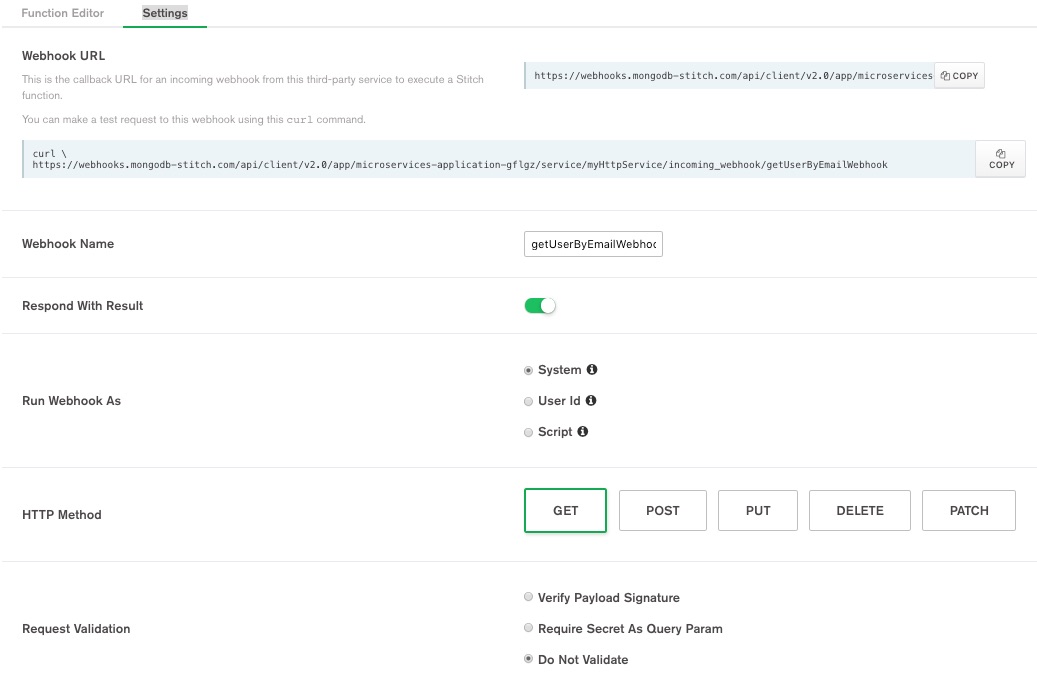 Function Editor
Settings
Webhook URL
This is the callback URL for an incoming webhook from this third-party service to execute a Stitch
function.
https://webhooks.mongodb-stitch.com/api/client/v2.0/app/microservices
COPY
You can make a test request to this webhook using this curl command.
curl \
https://webhooks.mongodb-stitch.com/api/client/v2.0/app/microservices-application-gflgz/service/myHttpService/incoming_webhook/getUserByEmailWebhook
COPY
Webhook Name
getUserByEmailWebhoo
Respond With Result
Run Webhook As
System
User Id
Script
HTTP Method
GET
POST
PUT
DELETE
PATCH
Request Validation
Verify Payload Signature
Require Secret As Query Param
Do Not Validate